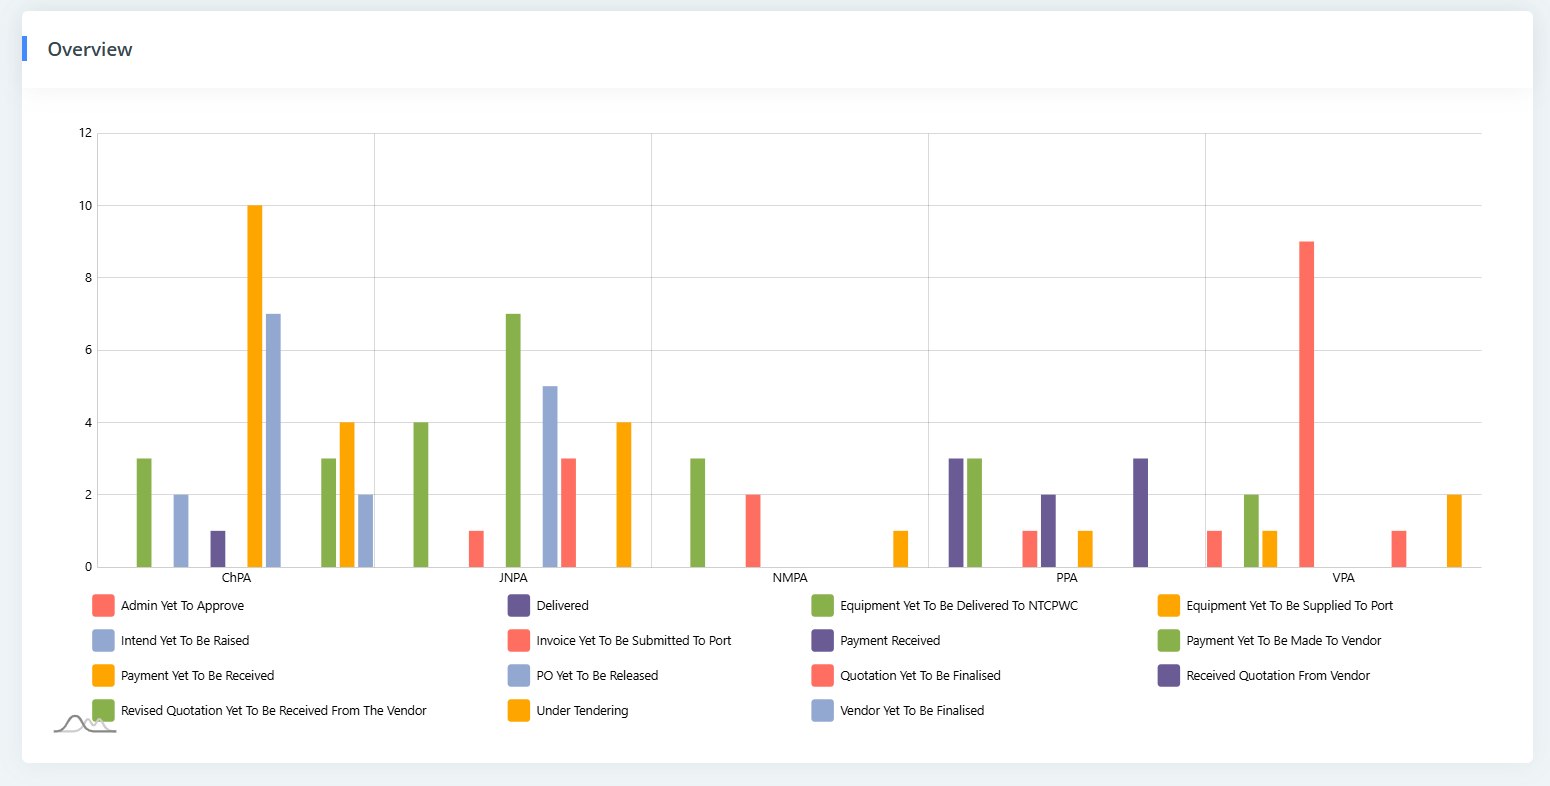 Overview
12
10
8
6
4
2
0
ChPA JNPA NMPA PPA VPA
Admin Yet To Approve Delivered Equipment Yet To Be Delivered To NTCPWC Equipment Yet To Be Supplied To Port
Intend Yet To Be Raised Invoice Yet To Be Submitted To Port Payment Received Payment Yet To Be Made To Vendor
Payment Yet To Be Received PO Yet To Be Released Quotation Yet To Be Finalised Received Quotation From Vendor
Revised Quotation Yet To Be Received From The Vendor Under Tendering Vendor Yet To Be Finalised